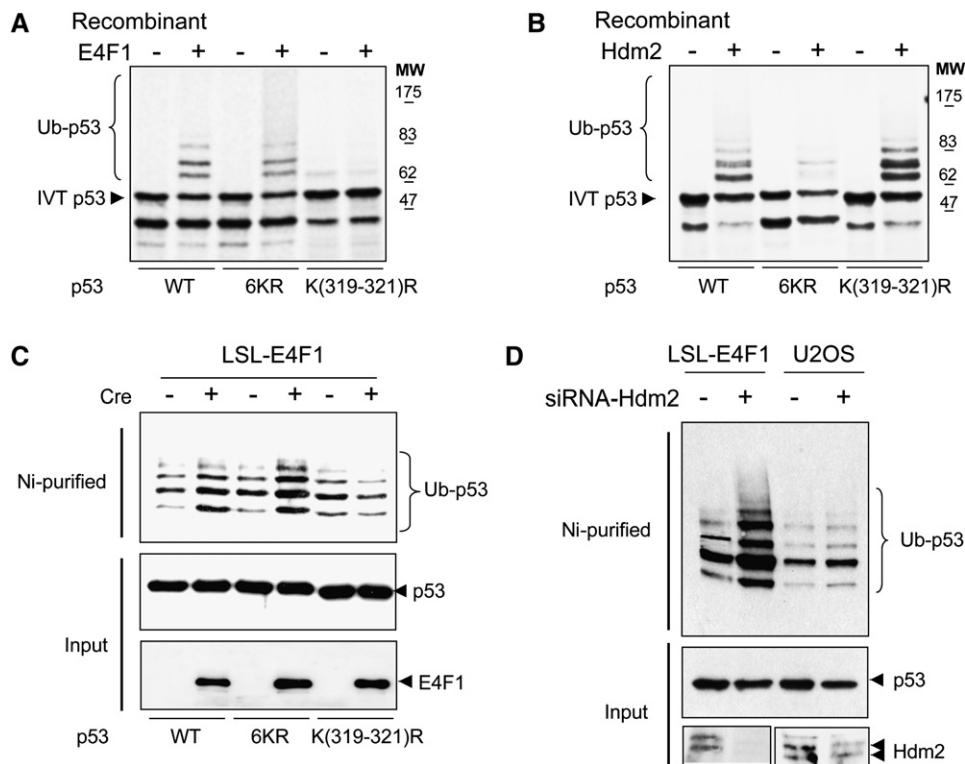 A
Recombinant
E4F1 - + - + - +
MW
175
83
62
47
Ub-p53
IVT p53
p53 WT 6KR K(319-321)R
B
Recombinant
Hdm2 - + - + - +
MW
175
83
62
47
Ub-p53
IVT p53
p53 WT 6KR K(319-321)R
C
LSL-E4F1
Cre - + - + - +
Ni-purified
Ub-p53
Input
p53
E4F1
p53 WT 6KR K(319-321)R
D
LSL-E4F1 U2OS
siRNA-Hdm2 - + - +
Ni-purified
Ub-p53
Input
p53
Hdm2